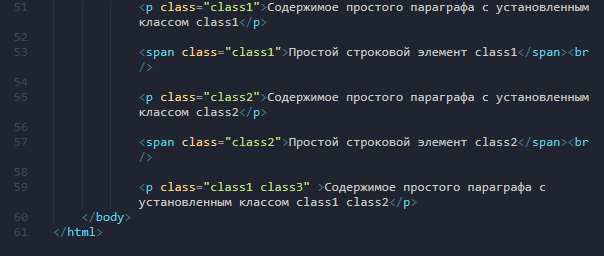 51 <p class="class1">Содержимое простого параграфа с установленным
классом class1</p>
52
53 <span class="class1">Простой строковой элемент class1</span><br
/>
54
55 <p class="class2">Содержимое простого параграфа с установленным
классом class2</p>
56
57 <span class="class2">Простой строковой элемент class2</span><br
/>
58
59 <p class="class1 class3" >Содержимое простого параграфа с
установленным классом class1 class2</p>
60 </body>
61 </html>